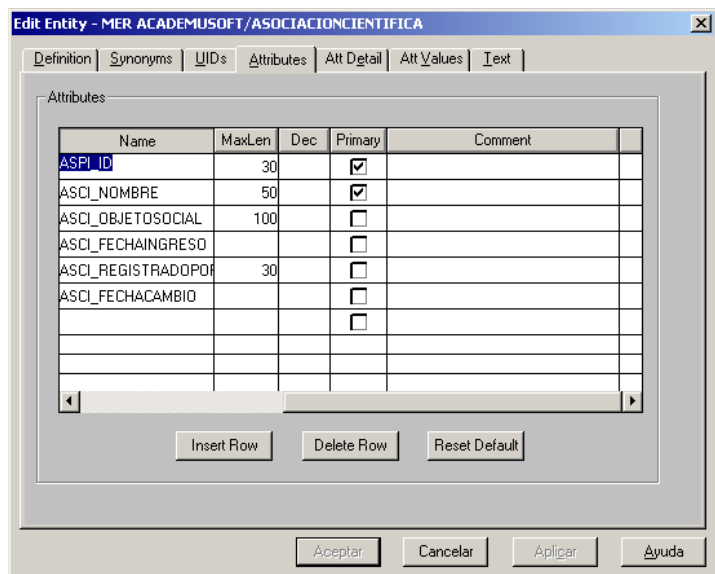 Edit Entity - MER ACADEMUSOFT/ASOCIACIONCIENTIFICA
Definition Synonyms UIDs Attributes Att Detail Att Values Text
Attributes
Name MaxLen Dec Primary Comment
ASPI_ID 30
ASCI_NOMBRE 50
ASCI_OBJETOSOCIAL 100
ASCI_FECHAINGRESO
ASCI_REGISTRADOPOR 30
ASCI_FECHACAMBIO
Insert Row Delete Row Reset Default
Aceptar Cancelar Aplicar Ayuda